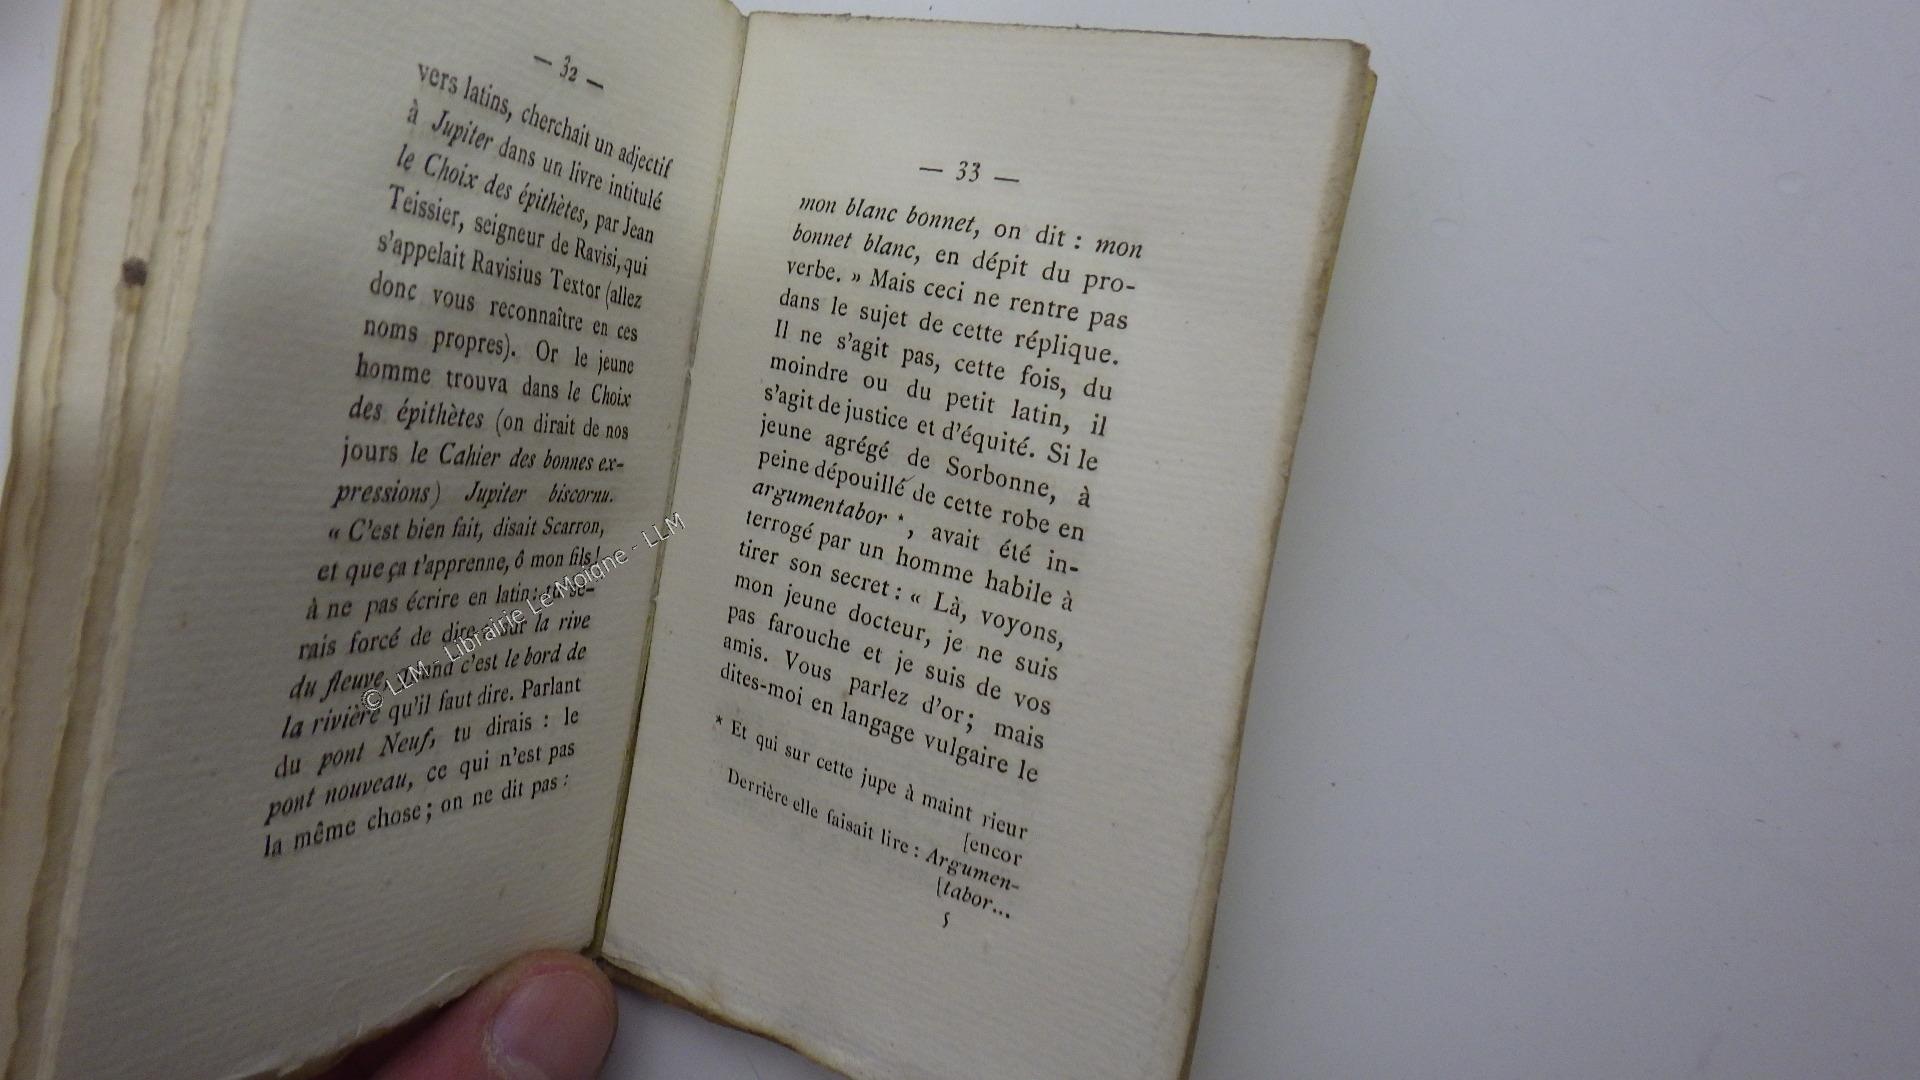 — 32 —
vers latins, cherchait un adjectif
à Jupiter dans un livre intitulé
le Choix des épithètes, par Jean
Teissier, seigneur de Ravisi, qui
s'appelait Ravisius Textor (allez
donc vous reconnaître en ces
noms propres). Or le jeune
homme trouva dans le Choix
des épithètes (on dirait de nos
jours le Cahier des bonnes ex-
pressions) Jupiter biscornu.
« C'est bien fait, disait Scarron,
et que ça t'apprenne, ô mon fils!
à ne pas écrire en latin: tu se-
rais forcé de dire : sur la rive
du fleuve, quand c'est le bord de
la rivière qu'il faut dire. Parlant
du pont Neuf, tu dirais : le
pont nouveau, ce qui n'est pas
la même chose; on ne dit pas :
— 33 —
mon blanc bonnet, on dit : mon
bonnet blanc, en dépit du pro-
verbe. » Mais ceci ne rentre pas
dans le sujet de cette réplique.
Il ne s'agit pas, cette fois, du
moindre ou du petit latin, il
s'agit de justice et d'équité. Si le
jeune agrégé de Sorbonne, à
peine dépouillé de cette robe en
argumentabor *, avait été in-
terrogé par un homme habile à
tirer son secret : « Là, voyons,
mon jeune docteur, je ne suis
pas farouche et je suis de vos
amis. Vous parlez d'or; mais
dites-moi en langage vulgaire le
* Et qui sur cette jupe à maint rieur
[encor
Derrière elle faisait lire : Argumen-
[tabor...
5
© LLM - Librairie Le Moigne - LLM